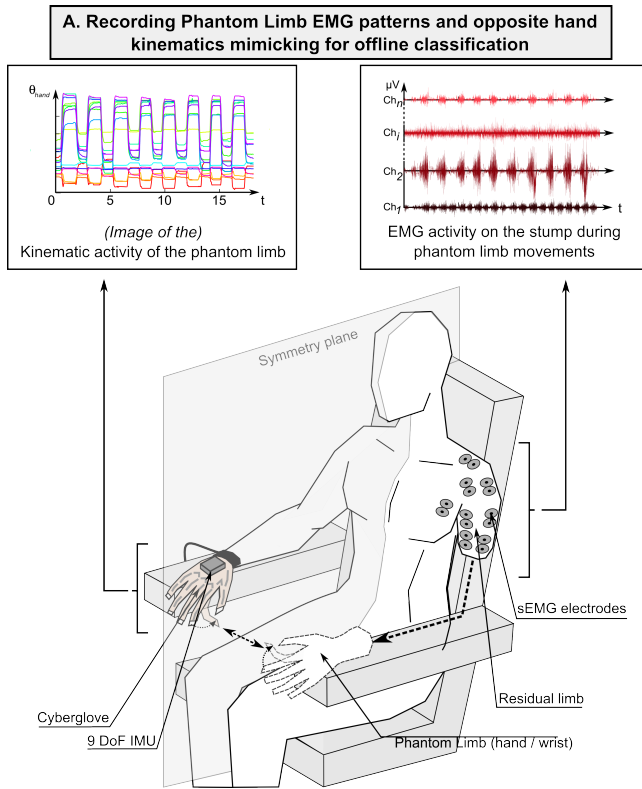 A. Recording Phantom Limb EMG patterns and opposite hand
kinematics mimicking for offline classification
θhand
0 5 10 15 t
(Image of the)
Kinematic activity of the phantom limb
μV
Chn
Chi
Ch2
Ch1
t
EMG activity on the stump during
phantom limb movements
Symmetry plane
sEMG electrodes
Residual limb
Cyberglove
9 DoF IMU
Phantom Limb (hand / wrist)